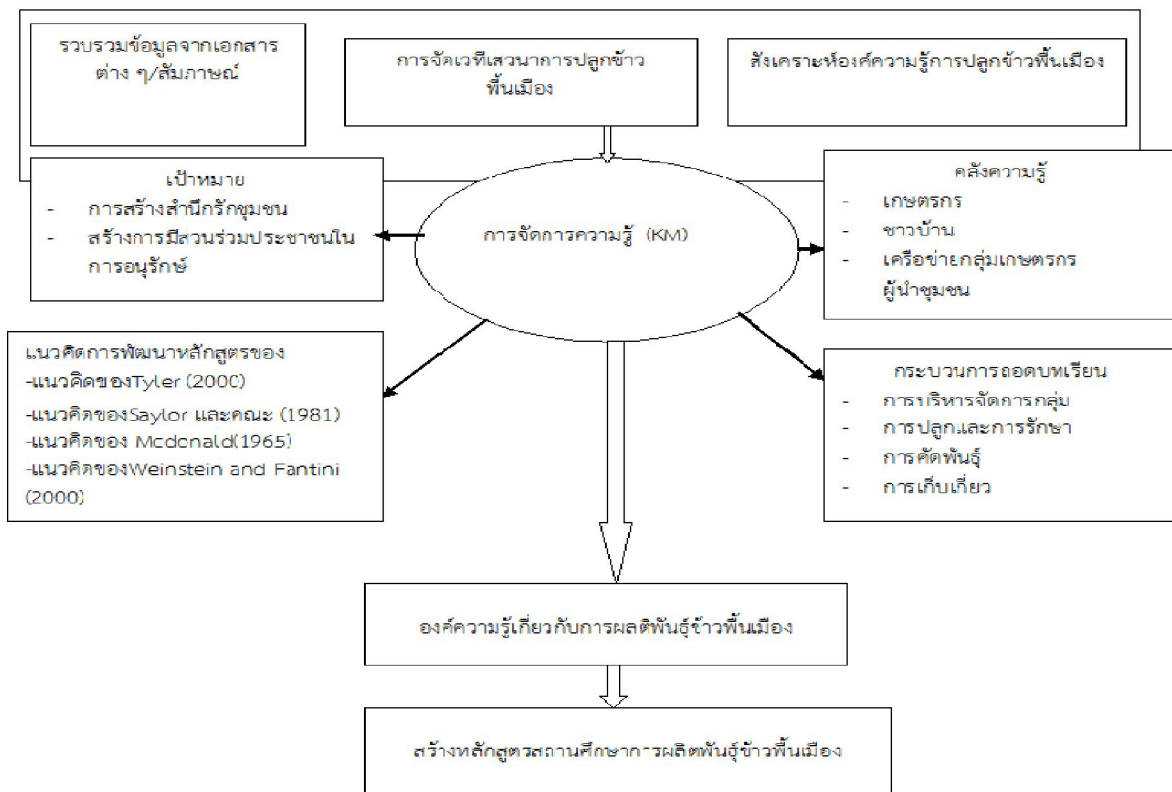 รวบรวมข้อมูลจากเอกสาร
ต่าง ๆ/สัมภาษณ์
การจัดเวทีเสวนาการปลูกข้าว
พื้นเมือง
สังเคราะห์องค์ความรู้การปลูกข้าวพื้นเมือง
เป้าหมาย
- การสร้างสำนึกรักชุมชน
- สร้างการมีสวนร่วมประชาชนใน
การอนุรักษ์
การจัดการความรู้ (KM)
คลังความรู้
- เกษตรกร
- ชาวบ้าน
- เครือข่ายกลุ่มเกษตรกร
ผู้นำชุมชน
แนวคิดการพัฒนาหลักสูตรของ
-แนวคิดของTyler (2000)
-แนวคิดของSaylor และคณะ (1981)
-แนวคิดของ Mcdonald(1965)
-แนวคิดของWeinstein and Fantini
(2000)
กระบวนการถอดบทเรียน
- การบริหารจัดการกลุ่ม
- การปลูกและการรักษา
- การคัดพันธุ์
- การเก็บเกี่ยว
องค์ความรู้เกี่ยวกับการผลติพันธุ์ข้าวพื้นเมือง
สร้างหลักสูตรสถานศึกษาการผลิตพันธุ์ข้าวพื้นเมือง